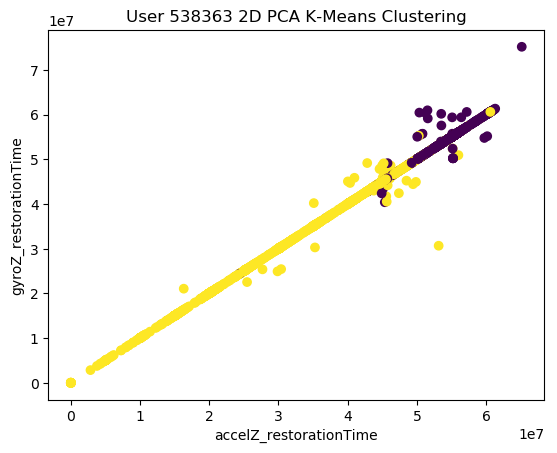 User 538363 2D PCA K-Means Clustering
1e7
7
6
5
4
3
2
1
0
gyroZ_restorationTime
0 1 2 3 4 5 6
accelZ_restorationTime
1e7